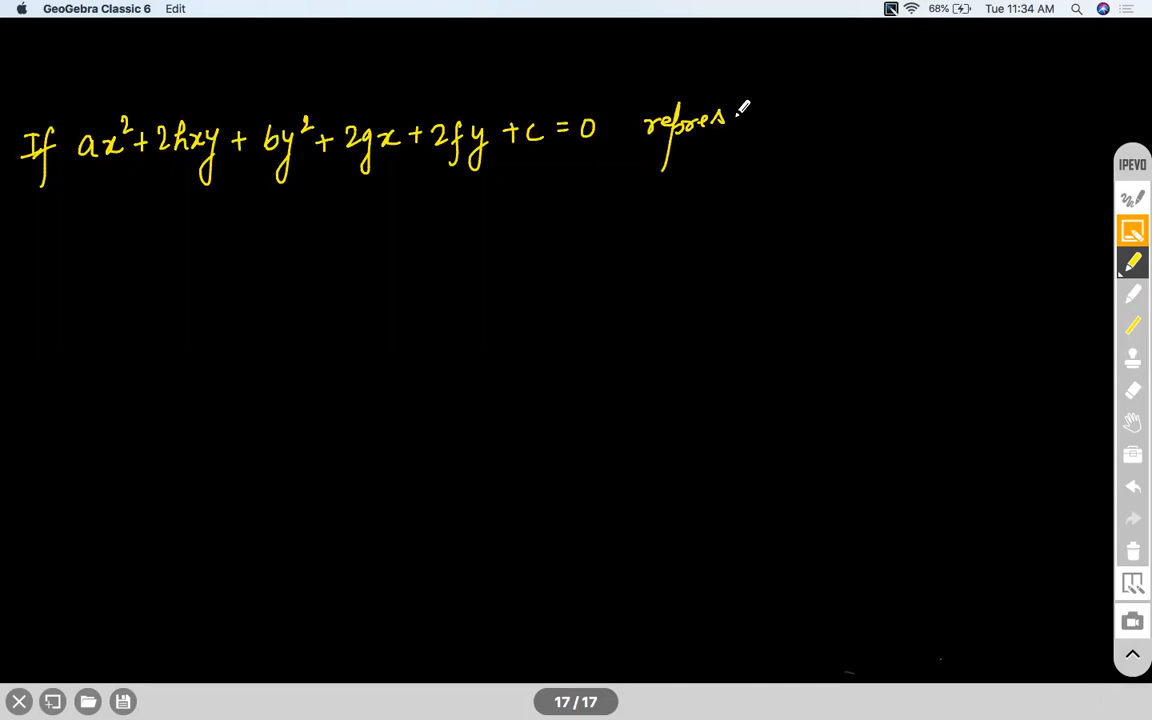 GeoGebra Classic 6 Edit 68% Tue 11:34 AM
If ax²+2hxy + by²+2gx+2fy+c=0 repres
IPEVO
17/17